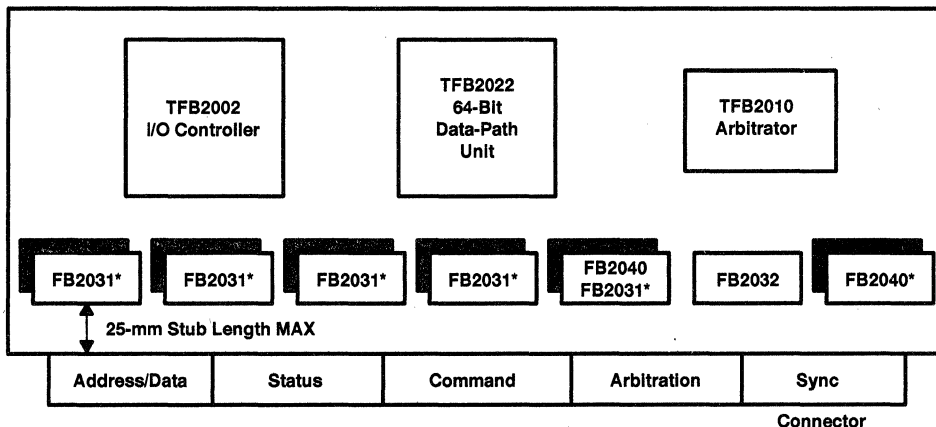 TFB2002
I/O Controller
TFB2022
64-Bit
Data-Path
Unit
TFB2010
Arbitrator
FB2031*
FB2031*
FB2031*
FB2031*
FB2040
FB2031*
FB2032
FB2040*
25-mm Stub Length MAX
Address/Data
Status
Command
Arbitration
Sync
Connector